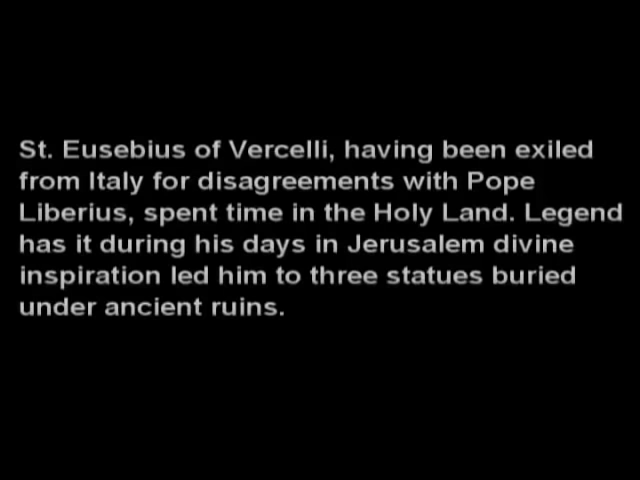 St. Eusebius of Vercelli, having been exiled
from Italy for disagreements with Pope
Liberius, spent time in the Holy Land. Legend
has it during his days in Jerusalem divine
inspiration led him to three statues buried
under ancient ruins.